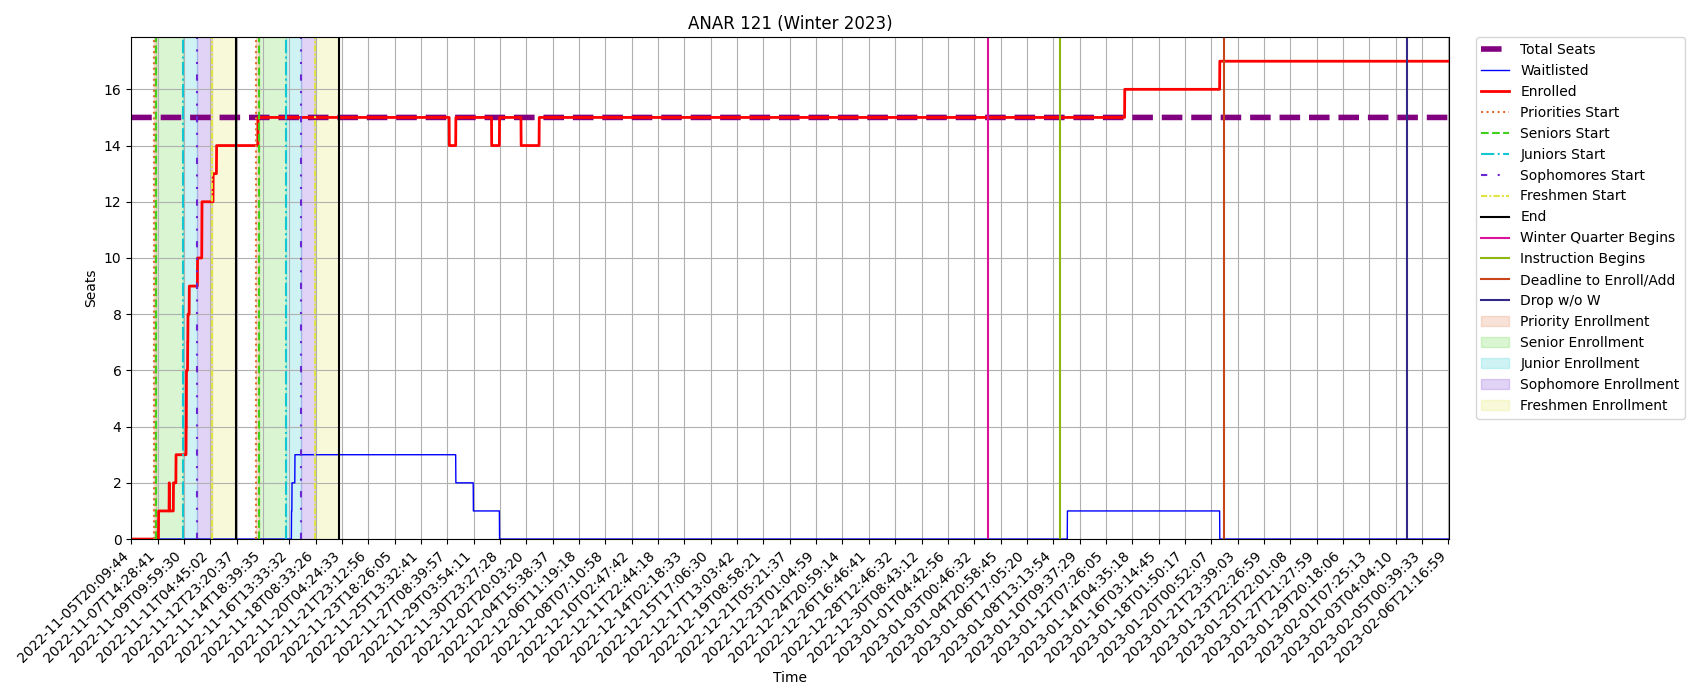 ANAR 121 (Winter 2023)
Seats
16
14
12
10
8
6
4
2
0
2022-11-05T20:09:44
2022-11-07T14:28:41
2022-11-09T09:59:30
2022-11-11T04:45:02
2022-11-12T23:20:37
2022-11-14T18:39:35
2022-11-16T13:33:32
2022-11-18T08:33:26
2022-11-20T04:24:33
2022-11-21T23:12:56
2022-11-23T18:26:05
2022-11-25T13:32:41
2022-11-27T08:39:57
2022-11-29T03:54:11
2022-11-30T23:27:28
2022-12-02T20:03:20
2022-12-04T15:38:37
2022-12-06T11:19:18
2022-12-08T07:10:58
2022-12-10T02:47:42
2022-12-11T22:44:18
2022-12-14T02:18:33
2022-12-15T17:06:30
2022-12-17T13:03:42
2022-12-19T08:58:21
2022-12-21T05:21:37
2022-12-23T01:04:59
2022-12-24T20:59:14
2022-12-26T16:46:41
2022-12-28T12:46:32
2022-12-30T08:43:12
2023-01-01T04:42:56
2023-01-03T00:46:32
2023-01-04T20:58:45
2023-01-06T17:05:20
2023-01-08T13:13:54
2023-01-10T09:37:29
2023-01-12T07:26:05
2023-01-14T04:35:18
2023-01-16T03:14:45
2023-01-18T01:50:17
2023-01-20T00:52:07
2023-01-21T23:39:03
2023-01-23T22:26:59
2023-01-25T22:01:08
2023-01-27T21:27:59
2023-01-29T20:18:06
2023-02-01T07:25:13
2023-02-03T04:04:10
2023-02-05T00:39:33
2023-02-06T21:16:59
Time
Total Seats
Waitlisted
Enrolled
Priorities Start
Seniors Start
Juniors Start
Sophomores Start
Freshmen Start
End
Winter Quarter Begins
Instruction Begins
Deadline to Enroll/Add
Drop w/o W
Priority Enrollment
Senior Enrollment
Junior Enrollment
Sophomore Enrollment
Freshmen Enrollment